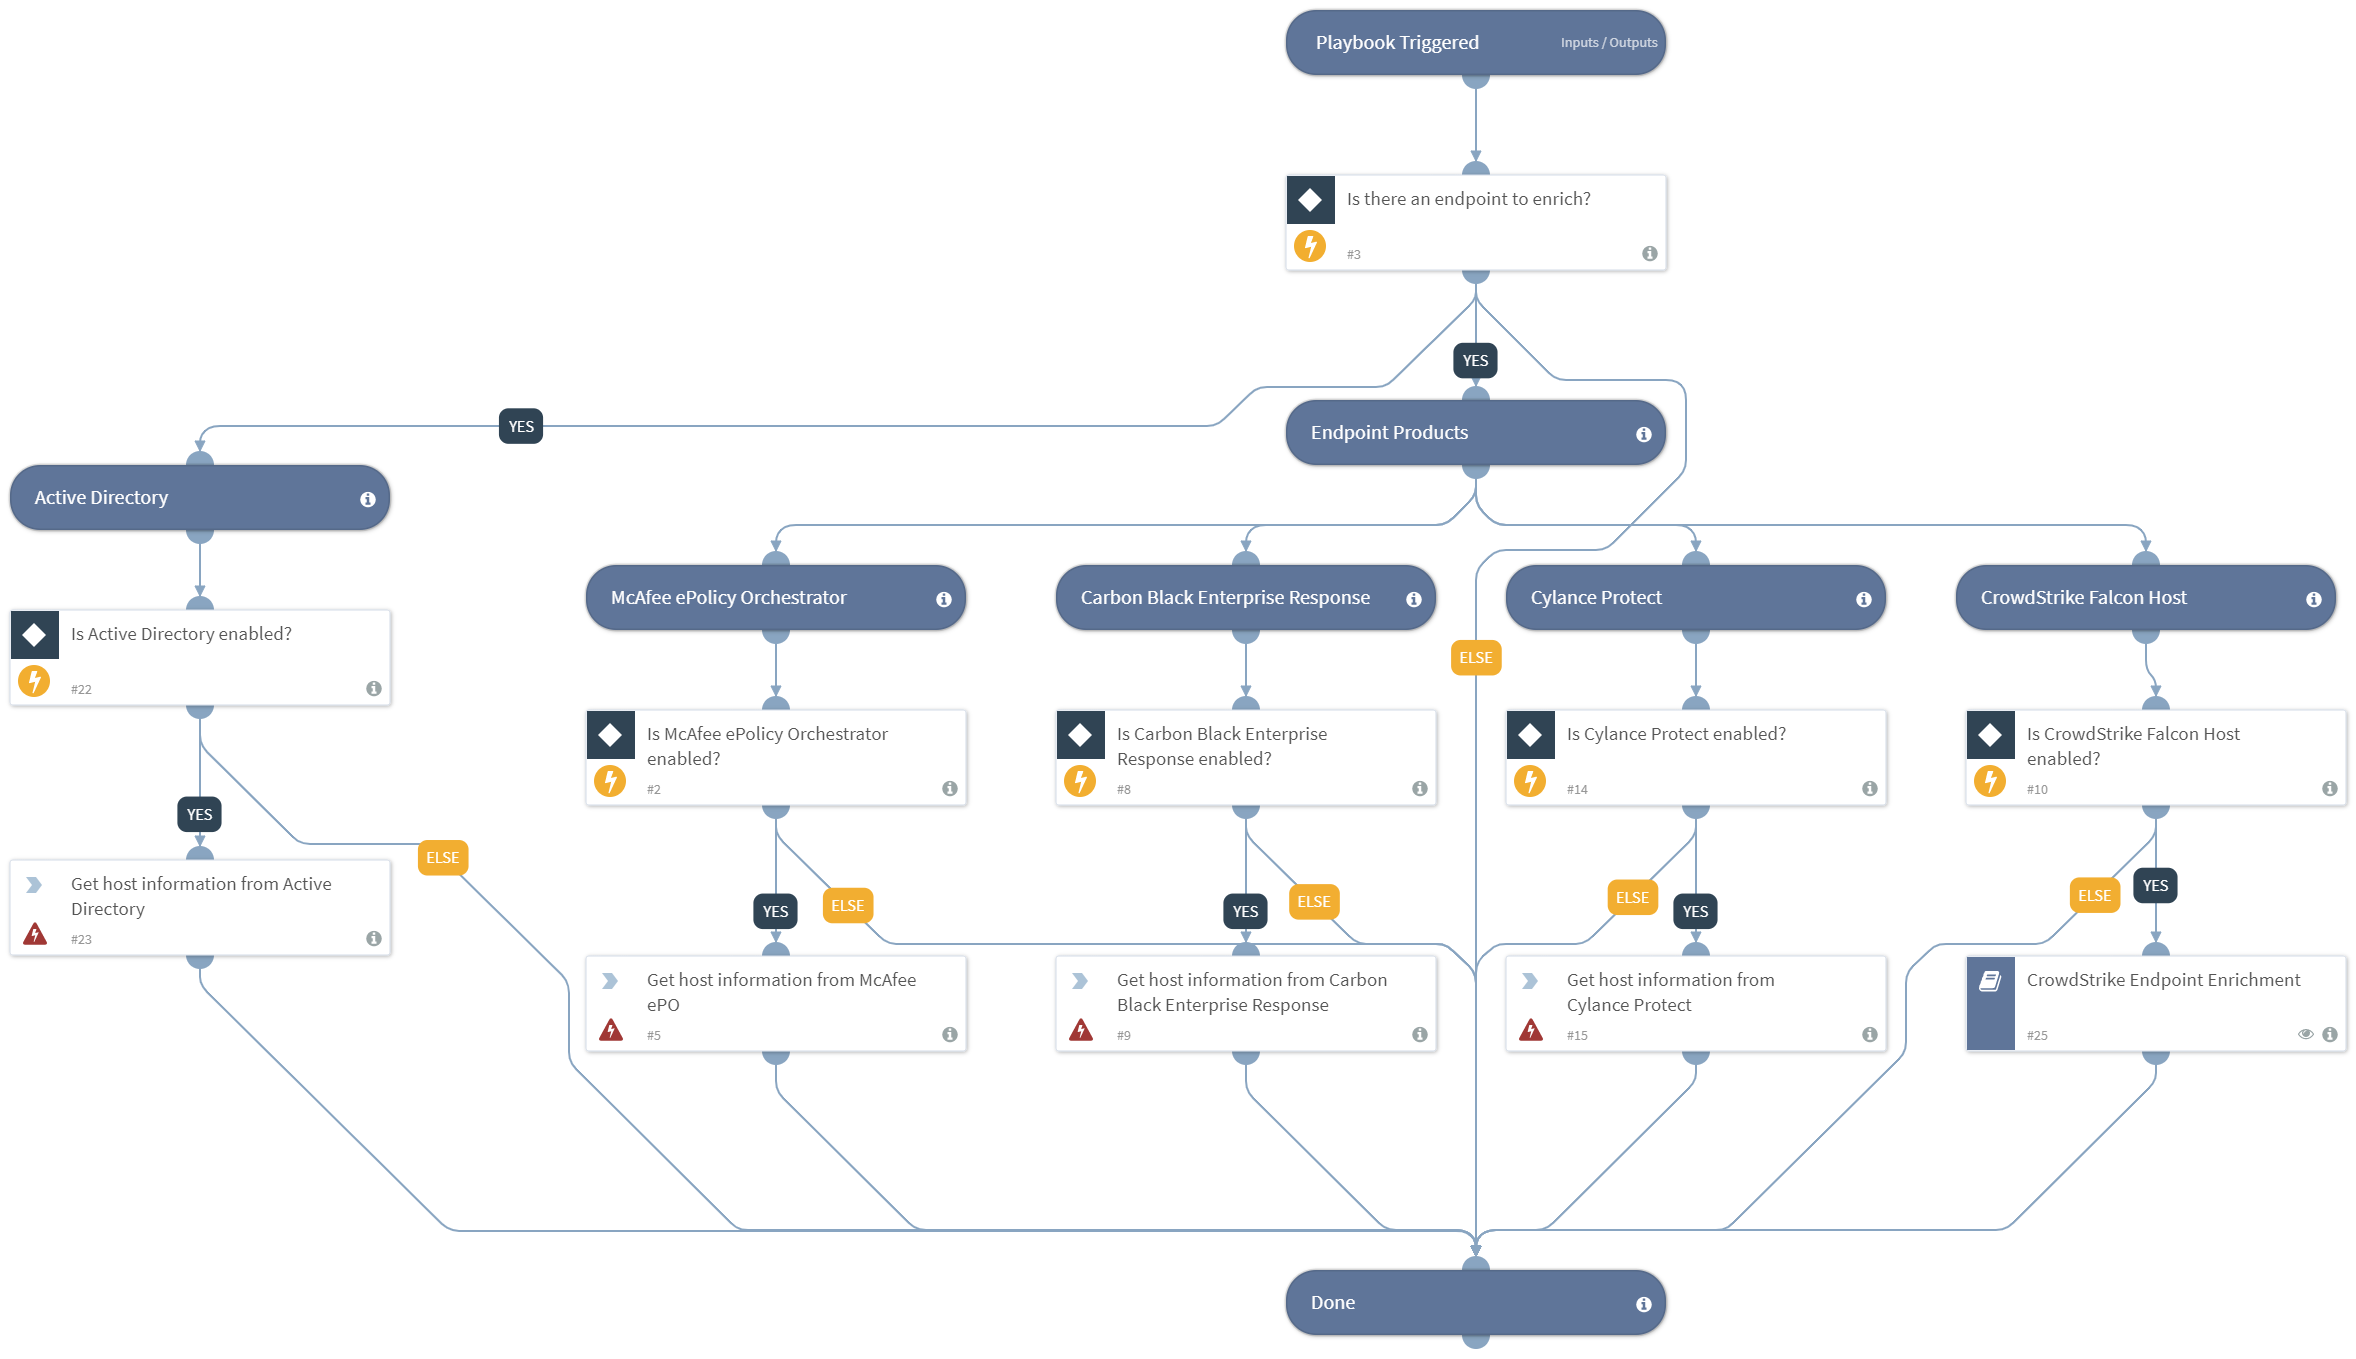 Playbook Triggered
Inputs / Outputs
Is there an endpoint to enrich?
#3
YES
YES
Endpoint Products
Active Directory
McAfee ePolicy Orchestrator
Carbon Black Enterprise Response
Cylance Protect
CrowdStrike Falcon Host
Is Active Directory enabled?
#22
ELSE
Is McAfee ePolicy Orchestrator
enabled?
#2
Is Carbon Black Enterprise
Response enabled?
#8
Is Cylance Protect enabled?
#14
Is CrowdStrike Falcon Host
enabled?
#10
YES
ELSE
YES
ELSE
YES
ELSE
ELSE
YES
ELSE
YES
Get host information from Active
Directory
#23
Get host information from McAfee
ePO
#5
Get host information from Carbon
Black Enterprise Response
#9
Get host information from
Cylance Protect
#15
CrowdStrike Endpoint Enrichment
#25
Done